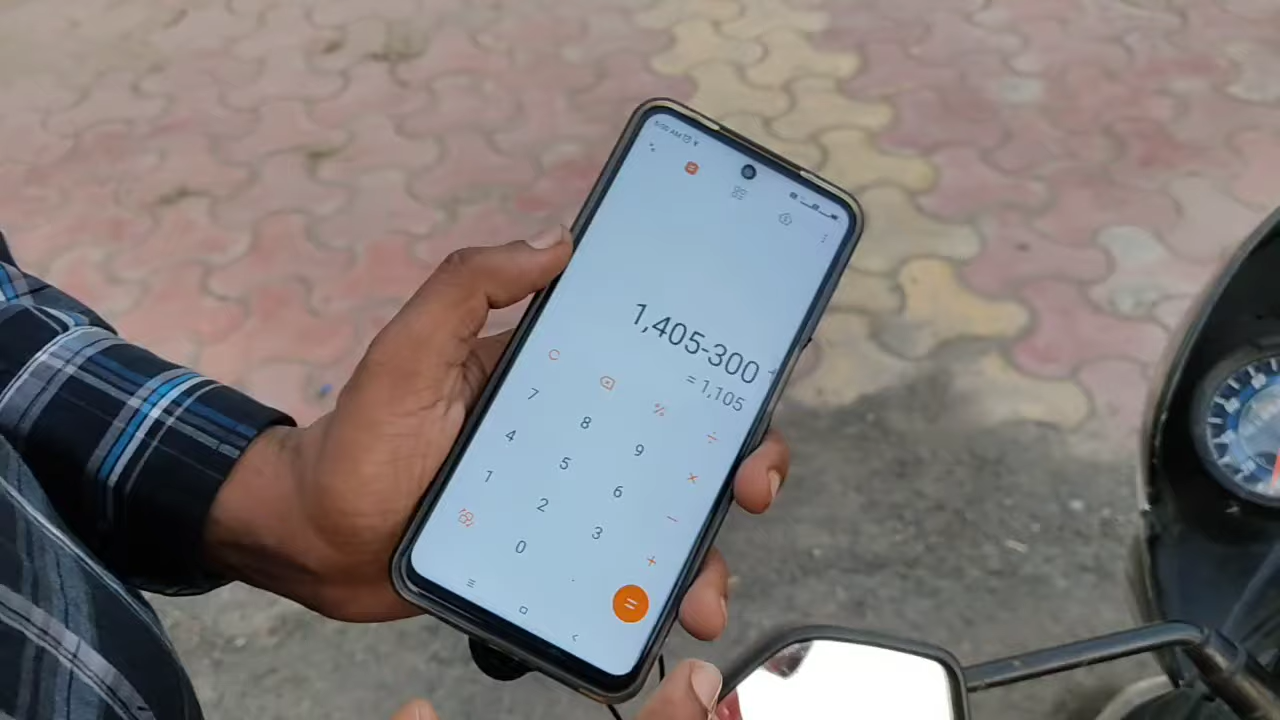 1,405-300
=1,105
%
÷
7 8 9 ×
4 5 6 −
1 2 3 +
0 . =